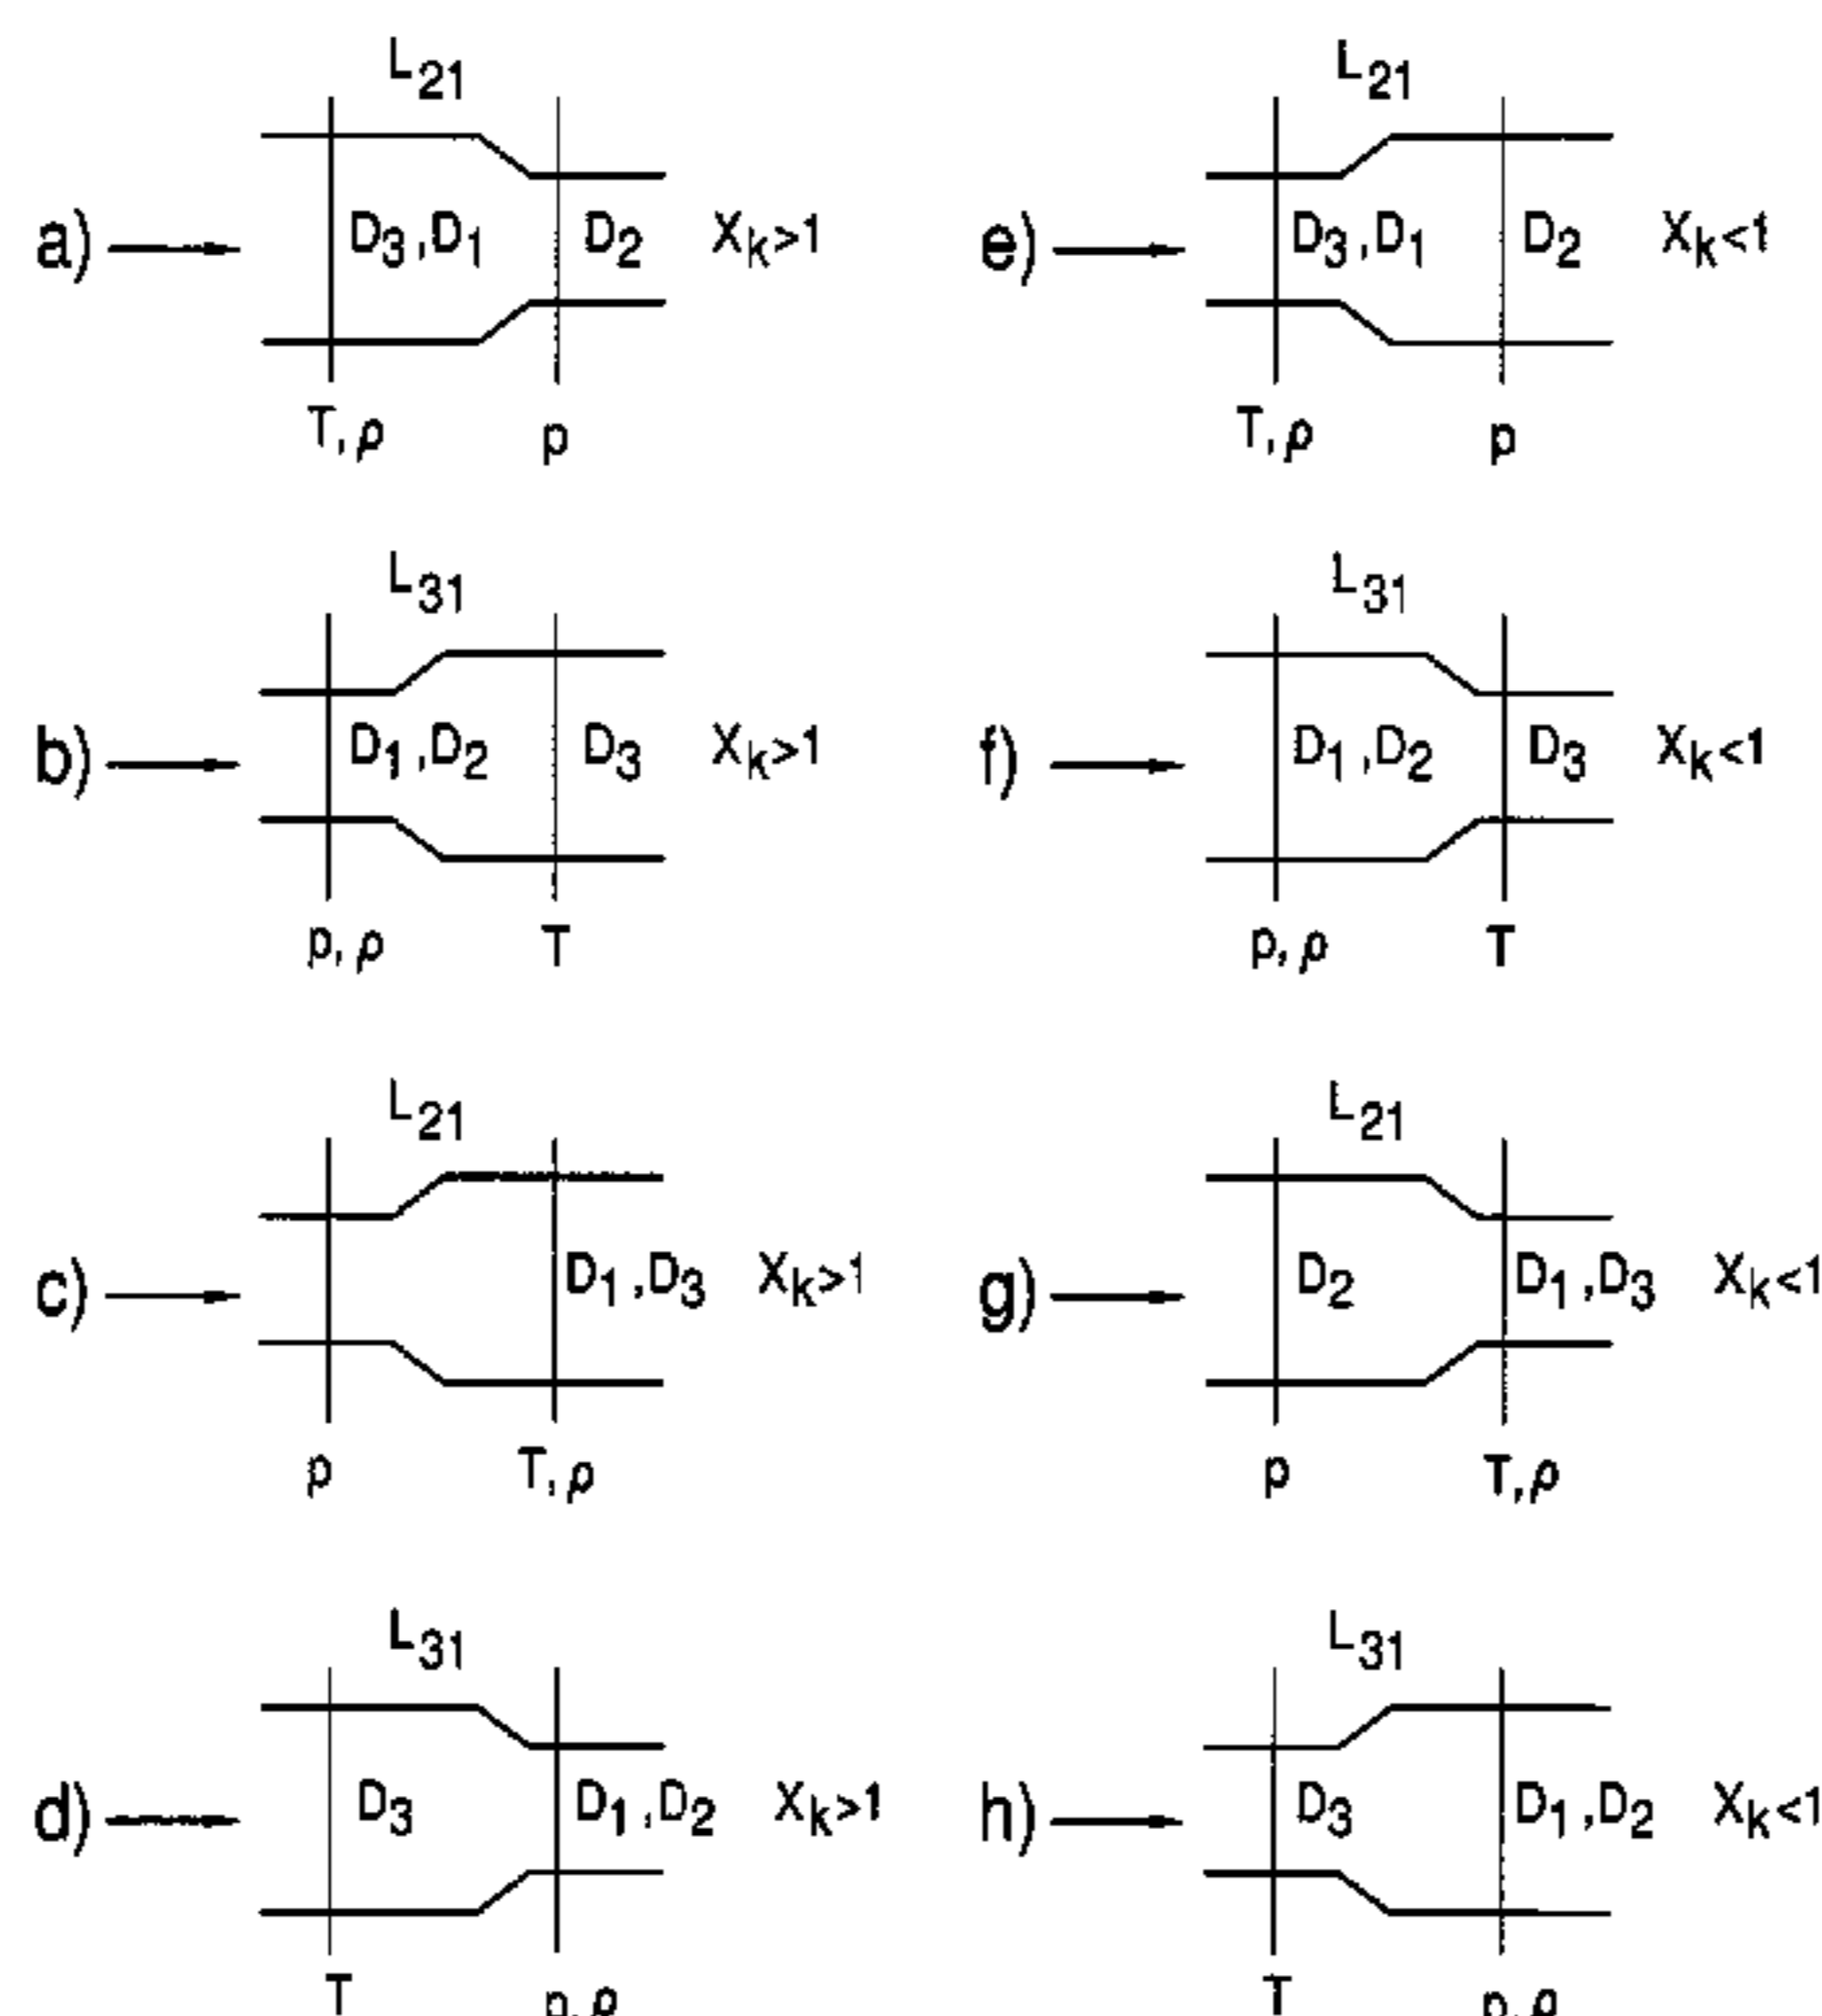 L21 L21
a) D3,D1 D2 Xk>1 e) D3,D1 D2 Xk<1
T,ρ p T,ρ p
L31 L31
b) D1,D2 D3 Xk>1 f) D1,D2 D3 Xk<1
p,ρ T p,ρ T
L21 L21
c) D1,D3 Xk>1 g) D2 D1,D3 Xk<1
p T,ρ p T,ρ
L31 L31
d) D3 D1,D2 Xk>1 h) D3 D1,D2 Xk<1
T p,ρ T p,ρ